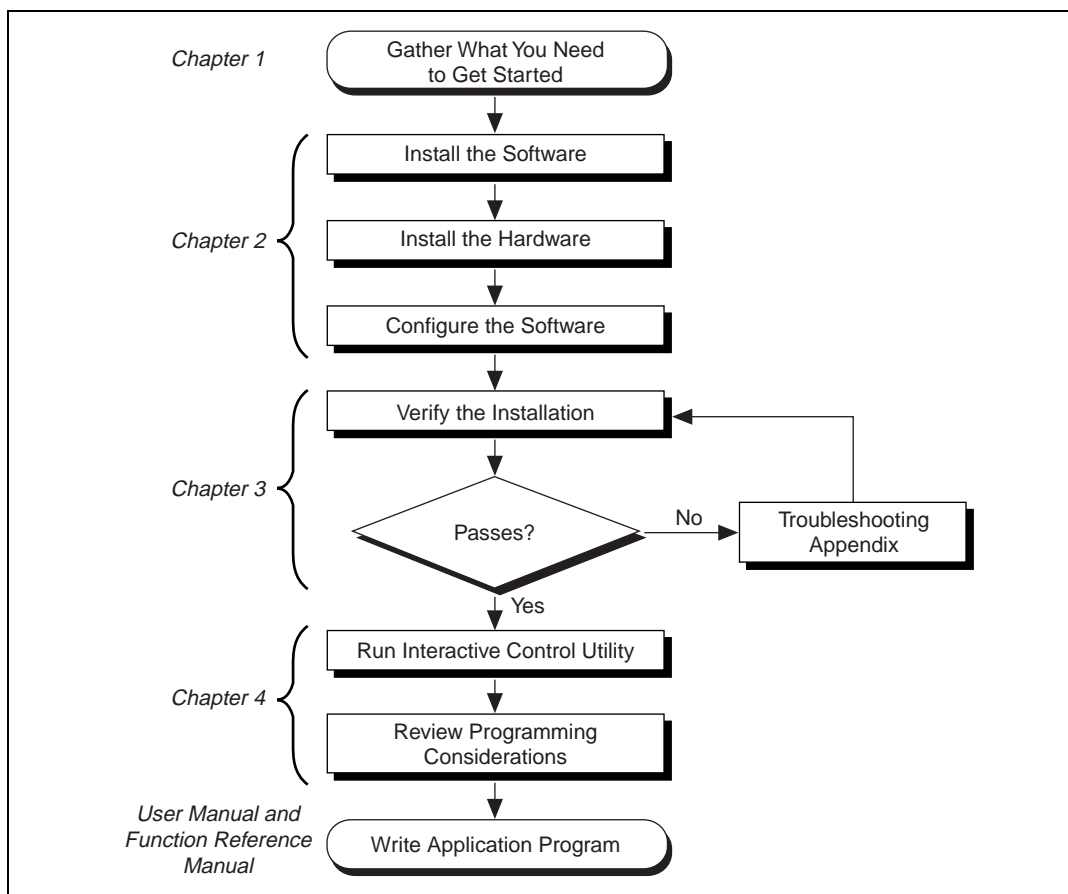 Chapter 1
Gather What You Need
to Get Started
Chapter 2
Install the Software
Install the Hardware
Configure the Software
Chapter 3
Verify the Installation
Passes?
No
Troubleshooting
Appendix
Yes
Chapter 4
Run Interactive Control Utility
Review Programming
Considerations
User Manual and
Function Reference
Manual
Write Application Program